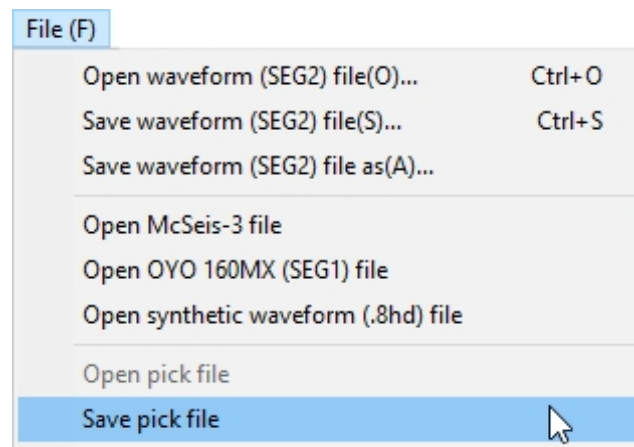 File (F)
Open waveform (SEG2) file(O)... Ctrl+O
Save waveform (SEG2) file(S)... Ctrl+S
Save waveform (SEG2) file as(A)...
Open McSeis-3 file
Open OYO 160MX (SEG1) file
Open synthetic waveform (.8hd) file
Open pick file
Save pick file